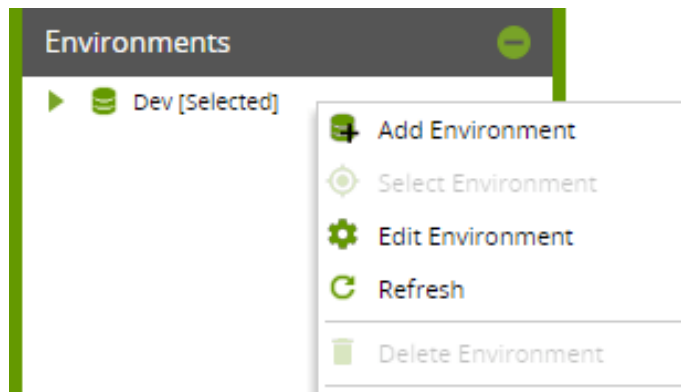 Environments
Dev [Selected]
Add Environment
Select Environment
Edit Environment
Refresh
Delete Environment